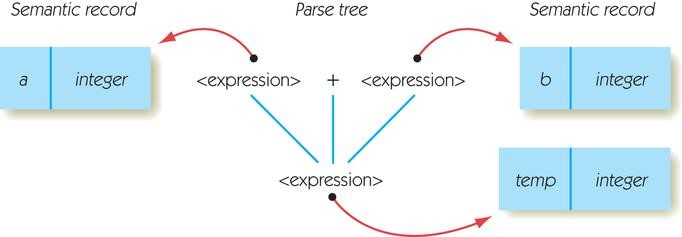 Semantic record
Parse tree
Semantic record
a integer
<expression> + <expression>
b integer
<expression>
temp integer